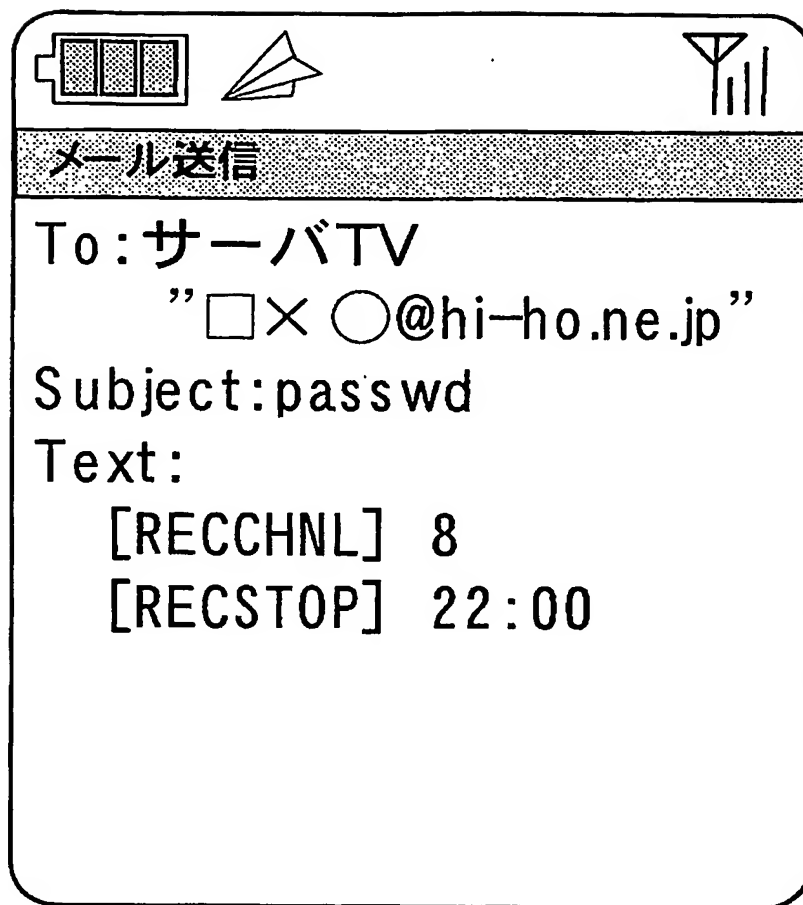 メール送信
To:サーバTV
”□× ○@hi-ho.ne.jp”
Subject:passwd
Text:
[RECCHNL] 8
[RECSTOP] 22:00